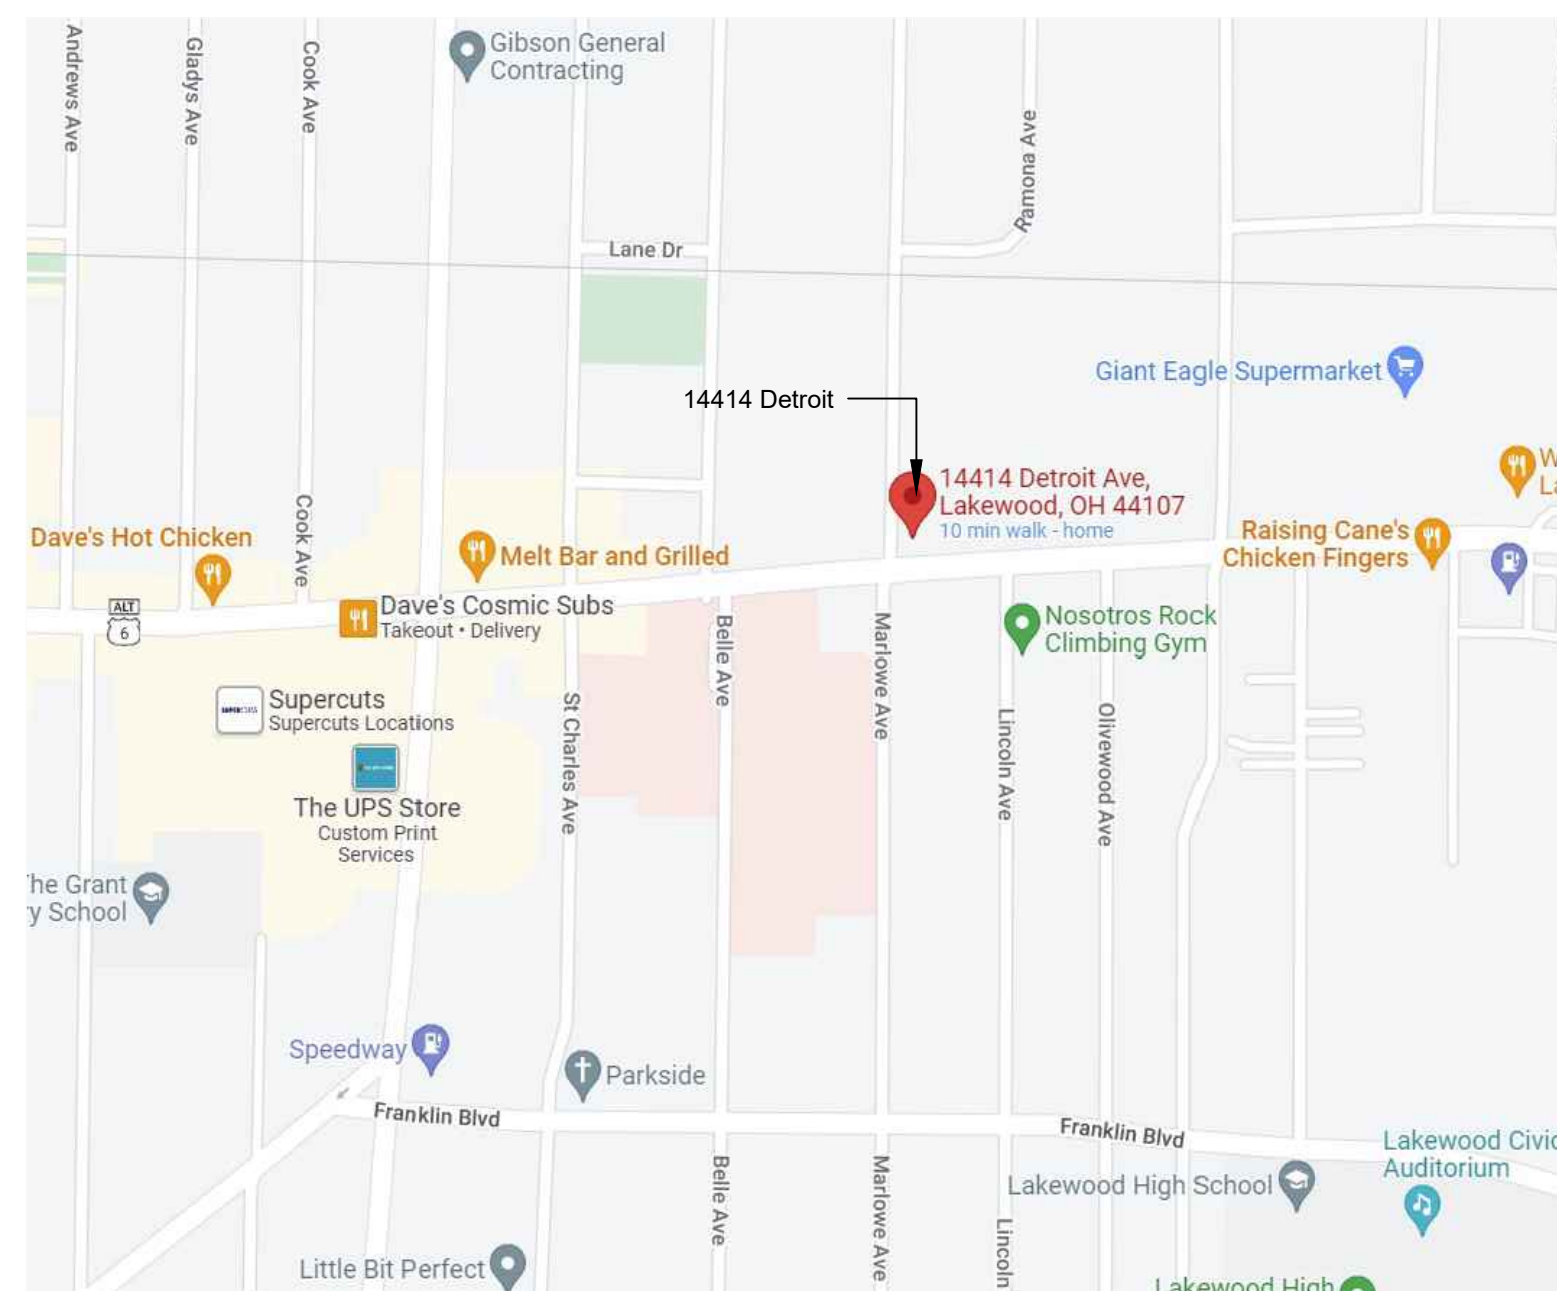 Andrews Ave
Gladys Ave
Cook Ave
Gibson General
Contracting
Ramona Ave
Lane Dr
Giant Eagle Supermarket
14414 Detroit
14414 Detroit Ave,
Lakewood, OH 44107
10 min walk - home
W
La
Dave's Hot Chicken
Cook Ave
Melt Bar and Grilled
Raising Cane's
Chicken Fingers
ALT
6
Dave's Cosmic Subs
Takeout • Delivery
Nosotros Rock
Climbing Gym
Belle Ave
Marlowe Ave
Supercuts
Supercuts Locations
St Charles Ave
Lincoln Ave
Olivewood Ave
The UPS Store
Custom Print
Services
he Grant
ry School
Speedway
Parkside
Franklin Blvd
Franklin Blvd
Lakewood Civic
Auditorium
Belle Ave
Marlowe Ave
Lakewood High School
Lincoln
Little Bit Perfect
Lakewood High